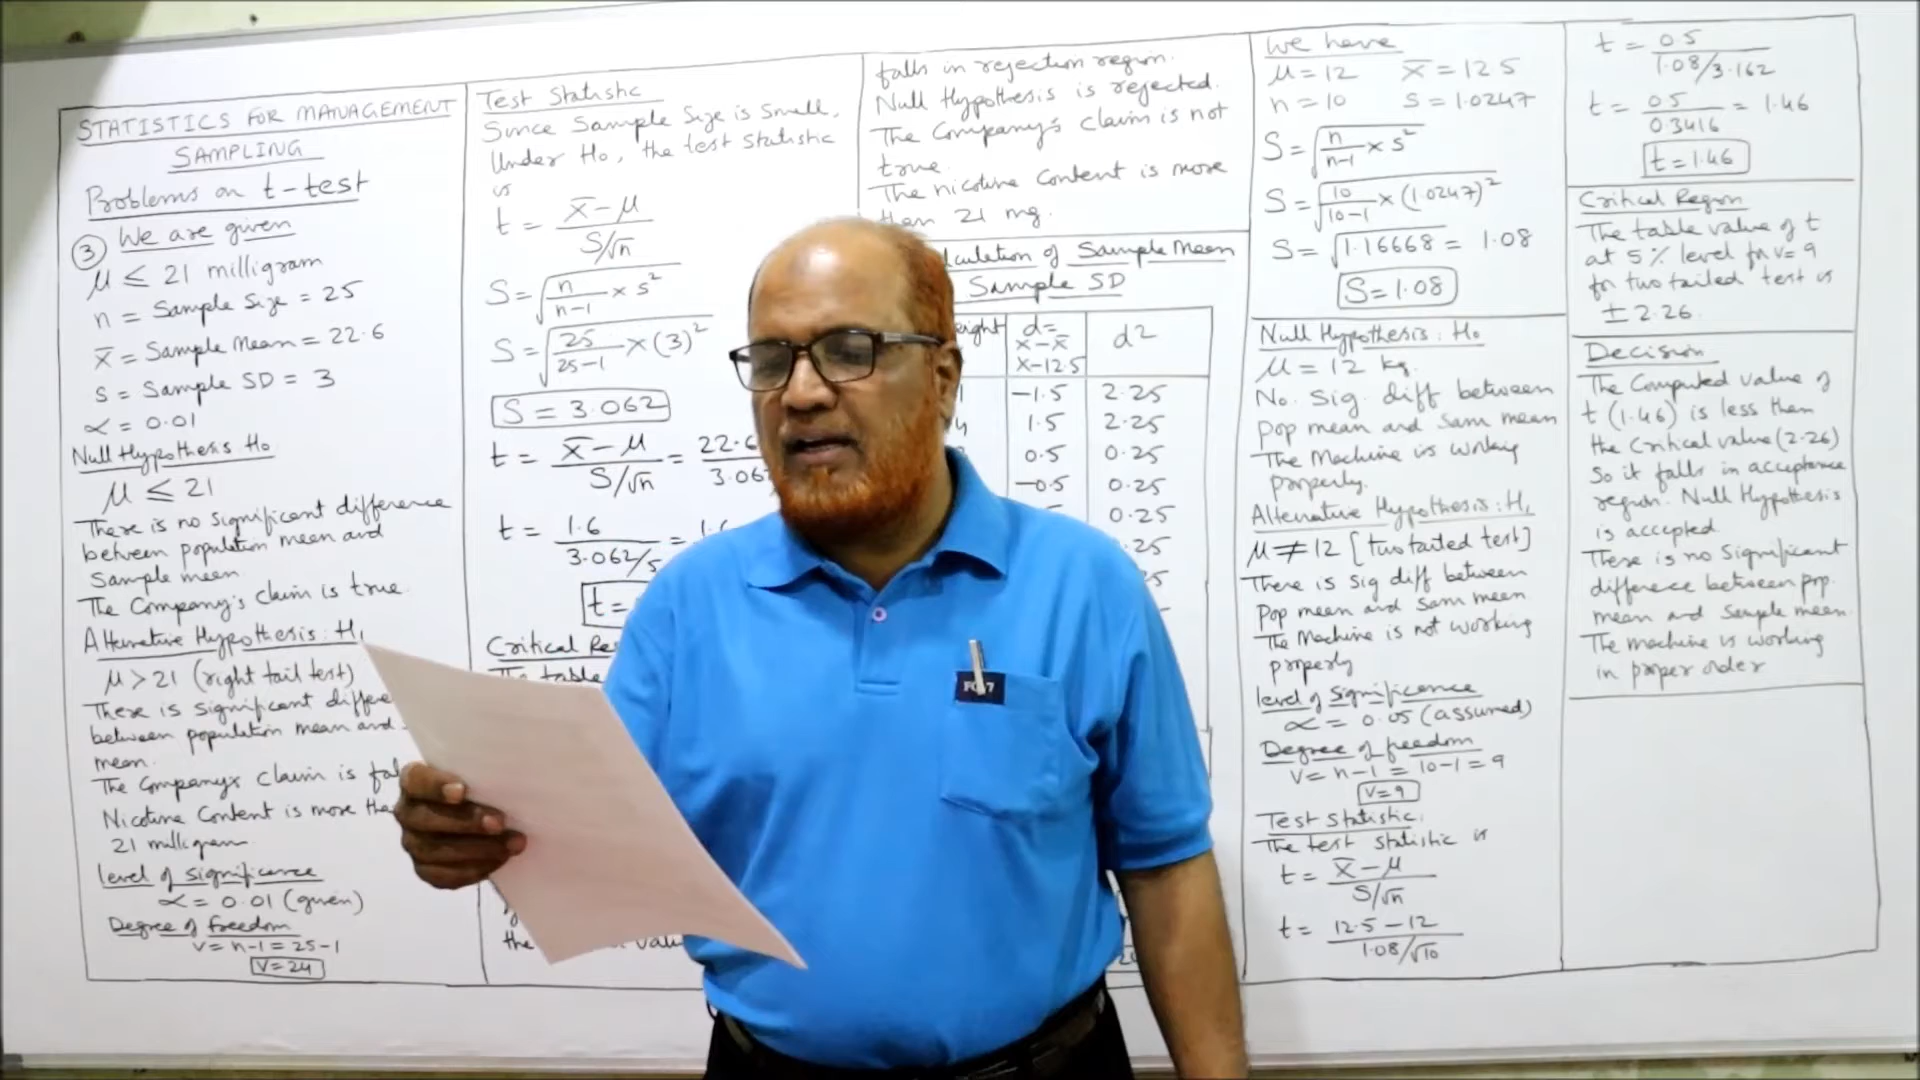 STATISTICS FOR MANAGEMENT
SAMPLING
Problems on t-test
③ We are given
μ ≤ 21 milligram
n = Sample Size = 25
x̄ = Sample Mean = 22.6
s = Sample SD = 3
α = 0.01
Null Hypothesis H₀
μ ≤ 21
There is no significant difference
between population mean and
Sample mean.
The Company's claim is true.
Alternative Hypothesis: H₁
μ > 21 (right tail test)
There is significant differe
between population mean and
mean.
The Company's claim is fal
Nicotine Content is more tha
21 milligram
level of significance
α = 0.01 (given)
Degree of freedom
V = n-1 = 25-1
V=24
Test Statistic
Since Sample Size is Small,
Under H₀, the test statistic
is
t = x̄-μ / S/√n
S = √(n/n-1 × s²)
S = √(25/25-1 × (3)²)
S = 3.062
t = x̄-μ / S/√n = 22.6 / 3.06
t = 1.6 / 3.062/5 =
t =
Critical Re
The table
the
falls in rejection region.
Null Hypothesis is rejected.
The Company's claim is not
true.
The nicotine Content is more
than 21 mg.
lculation of Sample Mean
Sample SD
eight d= x-x̄ x-12.5 d2
-1.5 2.25
1.5 2.25
0.5 0.25
-0.5 0.25
0.25
.25
We have
μ=12 x̄=12.5
n=10 s=1.0247
S = √(n/n-1 × s²)
S = √(10/10-1 × (1.0247)²)
S = √1.16668 = 1.08
S=1.08
Null Hypothesis: H₀
μ = 12 kg.
No. sig. diff between
pop mean and sam mean
The Machine is working
properly.
Alternative Hypothesis: H₁
μ ≠ 12 [two tailed test]
There is sig diff between
pop mean and sam mean
The Machine is not working
properly
level of significance
α = 0.05 (assumed)
Degree of freedom
V = n-1 = 10-1 = 9
V=9
Test Statistic.
The test statistic is
t = x̄-μ / S/√n
t = 12.5-12 / 1.08/√10
t = 0.5 / 1.08/3.162
t = 0.5 / 0.3416 = 1.46
t = 1.46
Critical Region
The table value of t
at 5% level for v=9
for two tailed test is
± 2.26.
Decision
The Computed value of
t (1.46) is less than
the Critical value (2.26)
So it falls in acceptance
region. Null Hypothesis
is accepted.
There is no significant
difference between pop.
mean and Sample mean.
The machine is working
in proper order